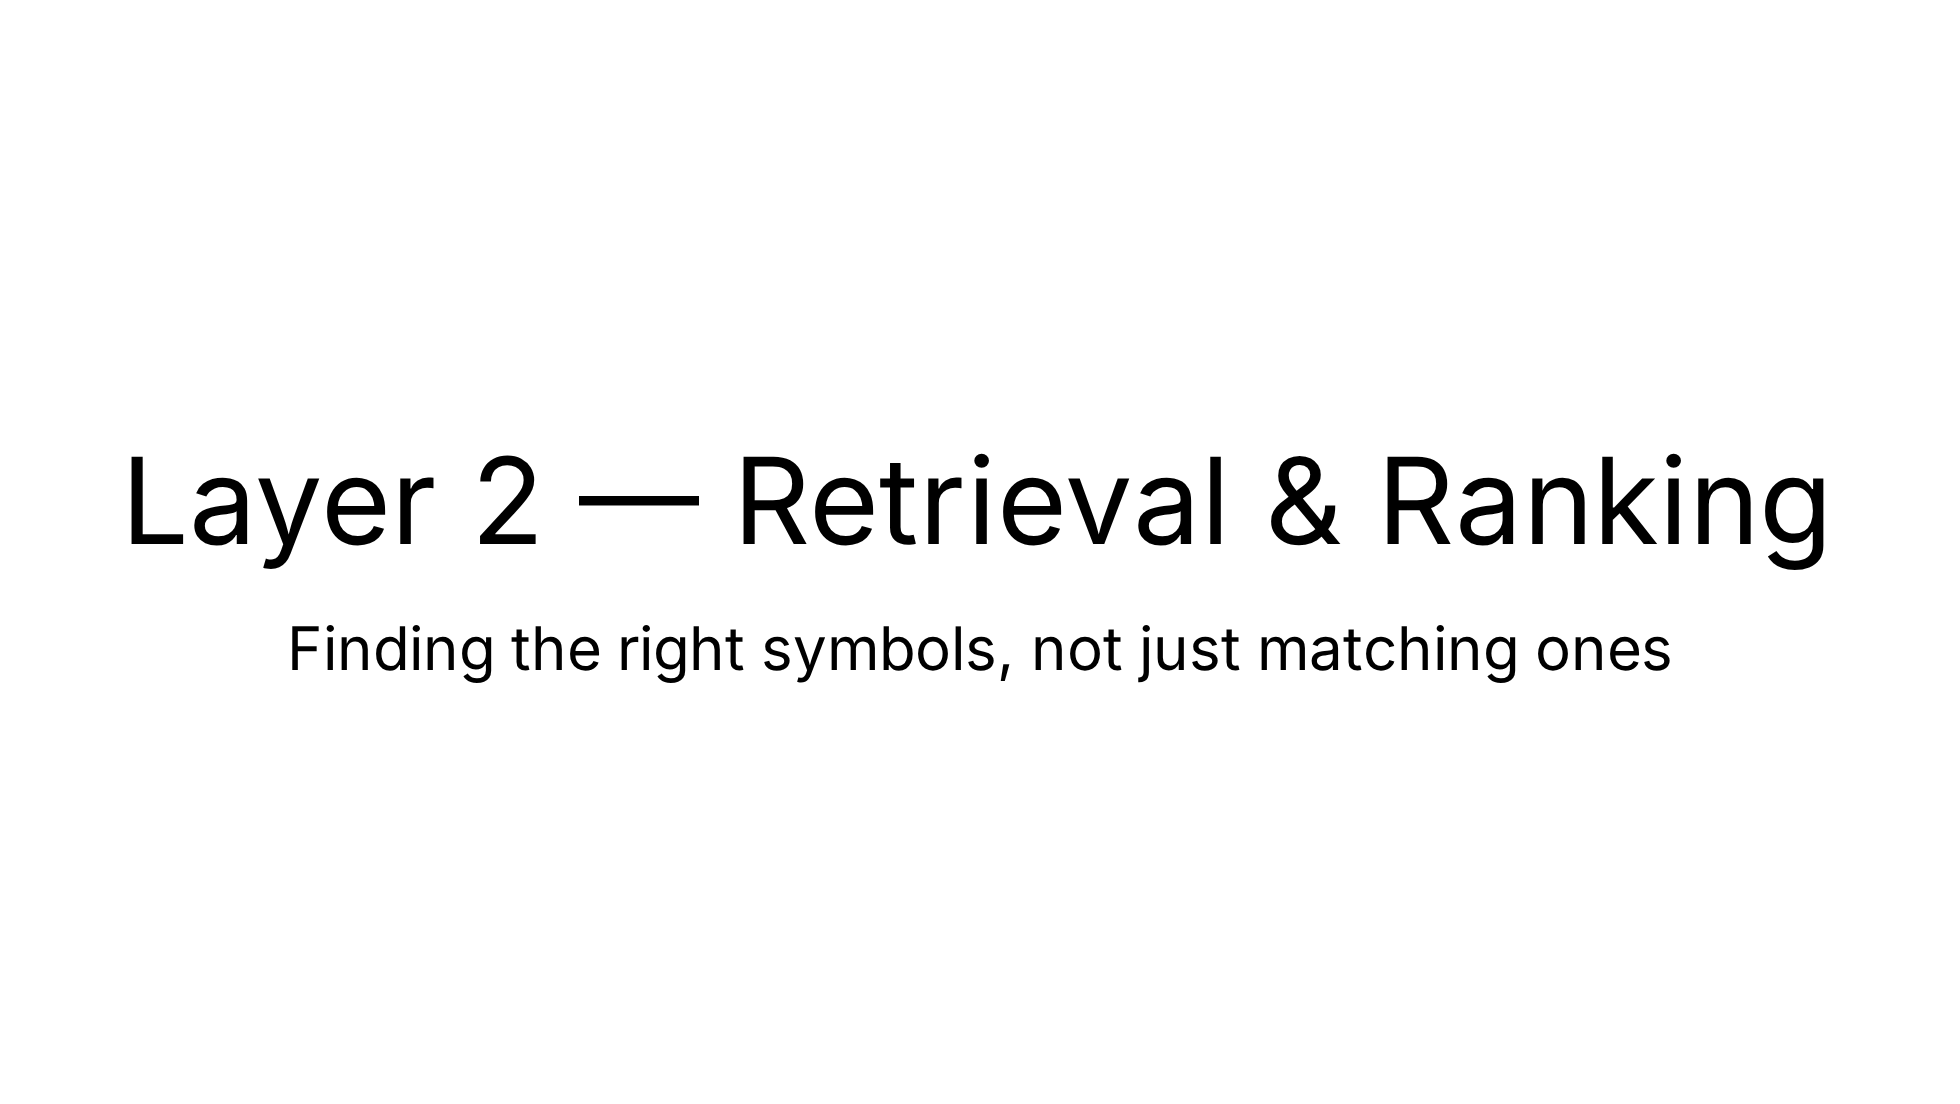 Layer 2 — Retrieval & Ranking
Finding the right symbols, not just matching ones